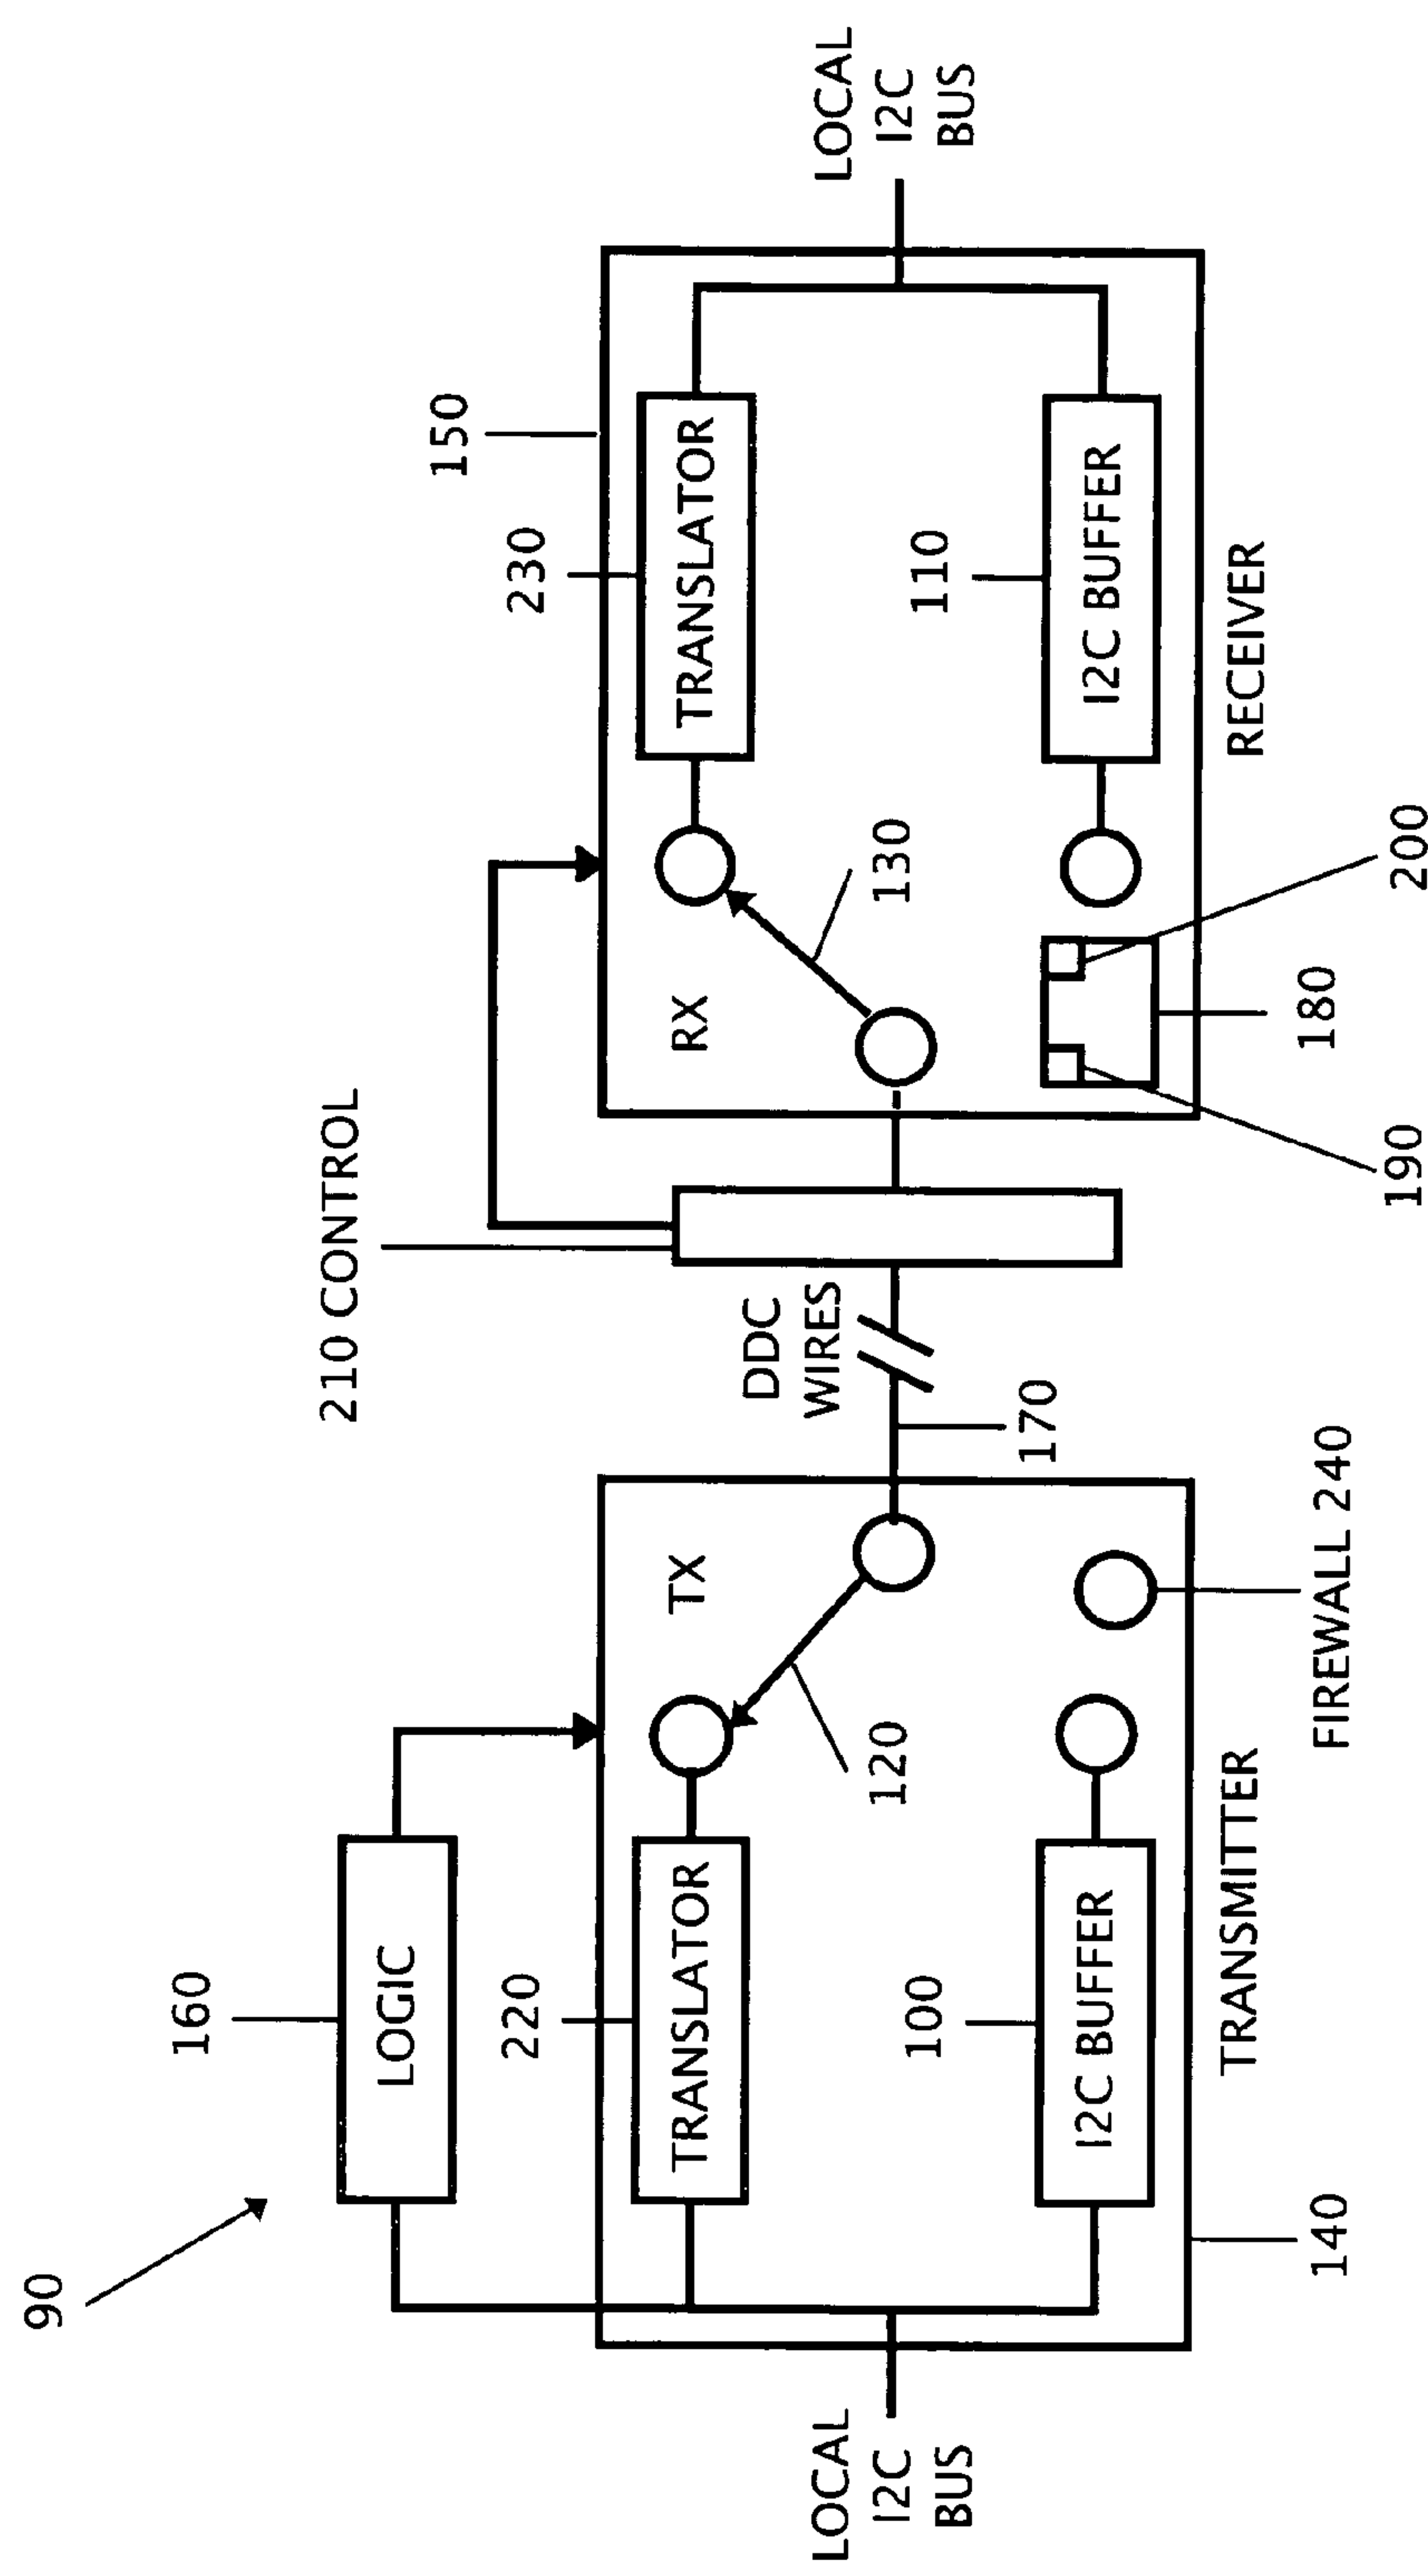 90
160
LOGIC
220
TRANSLATOR
TX
120
100
I2C BUFFER
LOCAL
I2C
BUS
140
TRANSMITTER
FIREWALL 240
170
DDC
WIRES
210 CONTROL
150
230
TRANSLATOR
RX
130
110
I2C BUFFER
LOCAL
I2C
BUS
RECEIVER
190
180
200